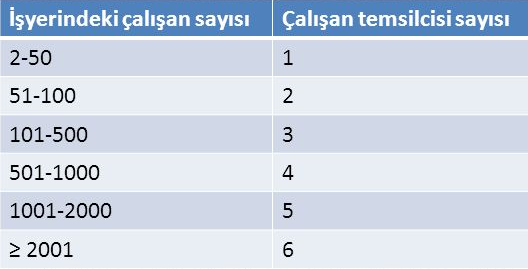 İşyerindeki çalışan sayısı Çalışan temsilcisi sayısı
2-50 1
51-100 2
101-500 3
501-1000 4
1001-2000 5
≥ 2001 6